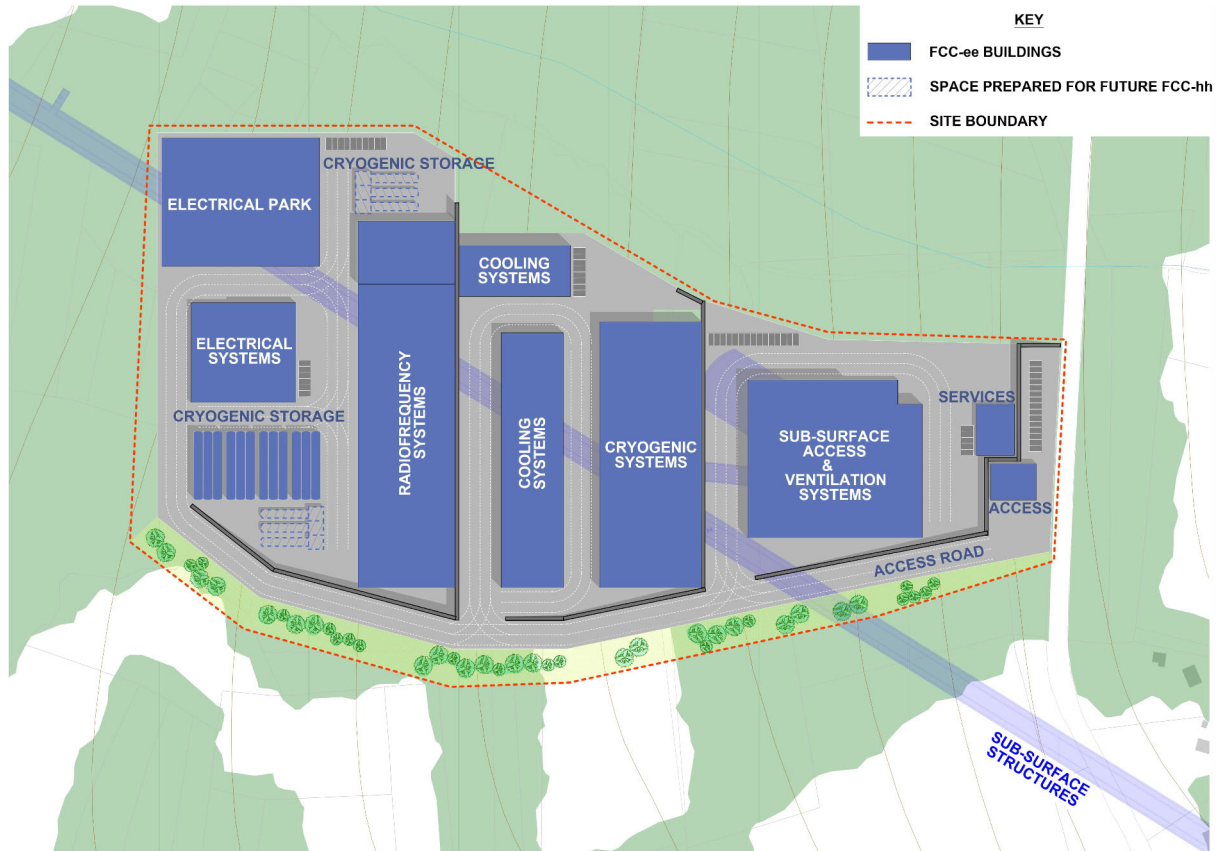 KEY
FCC-ee BUILDINGS
SPACE PREPARED FOR FUTURE FCC-hh
SITE BOUNDARY
CRYOGENIC STORAGE
ELECTRICAL PARK
COOLING
SYSTEMS
ELECTRICAL
SYSTEMS
CRYOGENIC STORAGE
RADIOFREQUENCY
SYSTEMS
COOLING
SYSTEMS
CRYOGENIC
SYSTEMS
SUB-SURFACE
ACCESS
&
VENTILATION
SYSTEMS
SERVICES
ACCESS
ACCESS ROAD
SUB-SURFACE
STRUCTURES